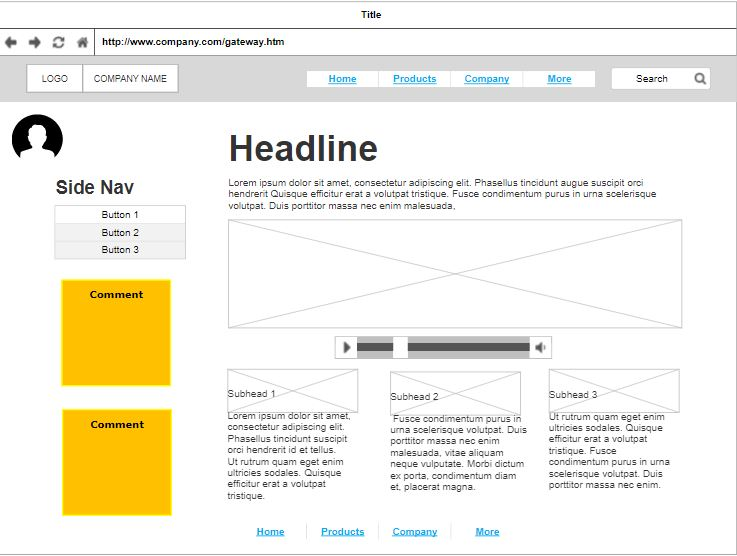 Title
http://www.company.com/gateway.htm
LOGO COMPANY NAME Home Products Company More Search
Headline
Lorem ipsum dolor sit amet, consectetur adipiscing elit. Phasellus tincidunt augue suscipit orci
hendrerit Quisque efficitur erat a volutpat tristique. Fusce condimentum purus in urna scelerisque
volutpat. Duis porttitor massa nec enim malesuada,
Side Nav
Button 1
Button 2
Button 3
Comment
Comment
Subhead 1
Lorem ipsum dolor sit amet,
consectetur adipiscing elit.
Phasellus tincidunt suscipit
orci hendrerit id et tellus.
Ut rutrum quam eget enim
ultricies sodales. Quisque
efficitur erat a volutpat
tristique.
Subhead 2
Fusce condimentum purus in
urna scelerisque volutpat. Duis
porttitor massa nec enim
malesuada, vitae aliquam
neque vulputate. Morbi dictum
ex porta, condimentum diam
et, placerat magna.
Subhead 3
Ut rutrum quam eget enim
ultricies sodales. Quisque
efficitur erat a volutpat
tristique. Fusce
condimentum purus in urna
scelerisque volutpat. Duis
porttitor massa nec enim.
Home Products Company More